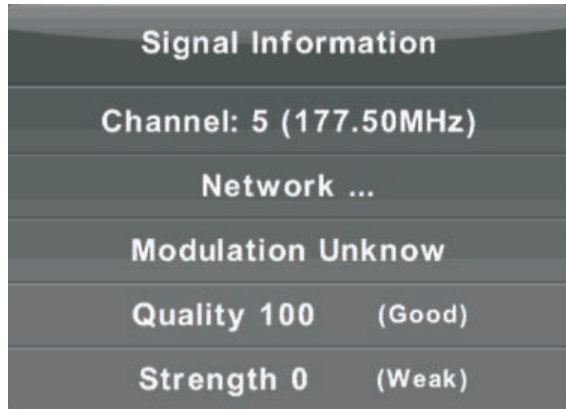 Signal Information
Channel: 5 (177.50MHz)
Network ...
Modulation Unknow
Quality 100 (Good)
Strength 0 (Weak)